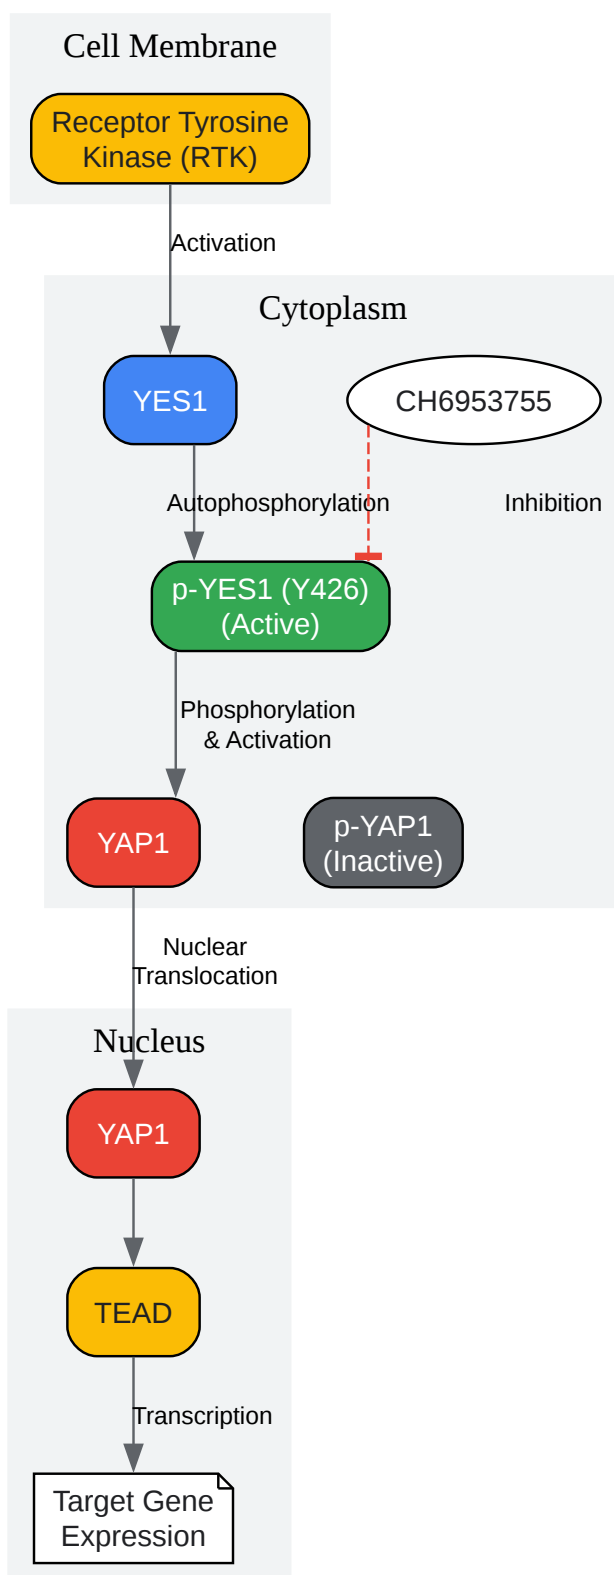 Cell Membrane
Receptor Tyrosine
Kinase (RTK)
Activation
Cytoplasm
YES1
CH6953755
Autophosphorylation
Inhibition
p-YES1 (Y426)
(Active)
Phosphorylation
& Activation
YAP1
p-YAP1
(Inactive)
Nuclear
Translocation
Nucleus
YAP1
TEAD
Transcription
Target Gene
Expression